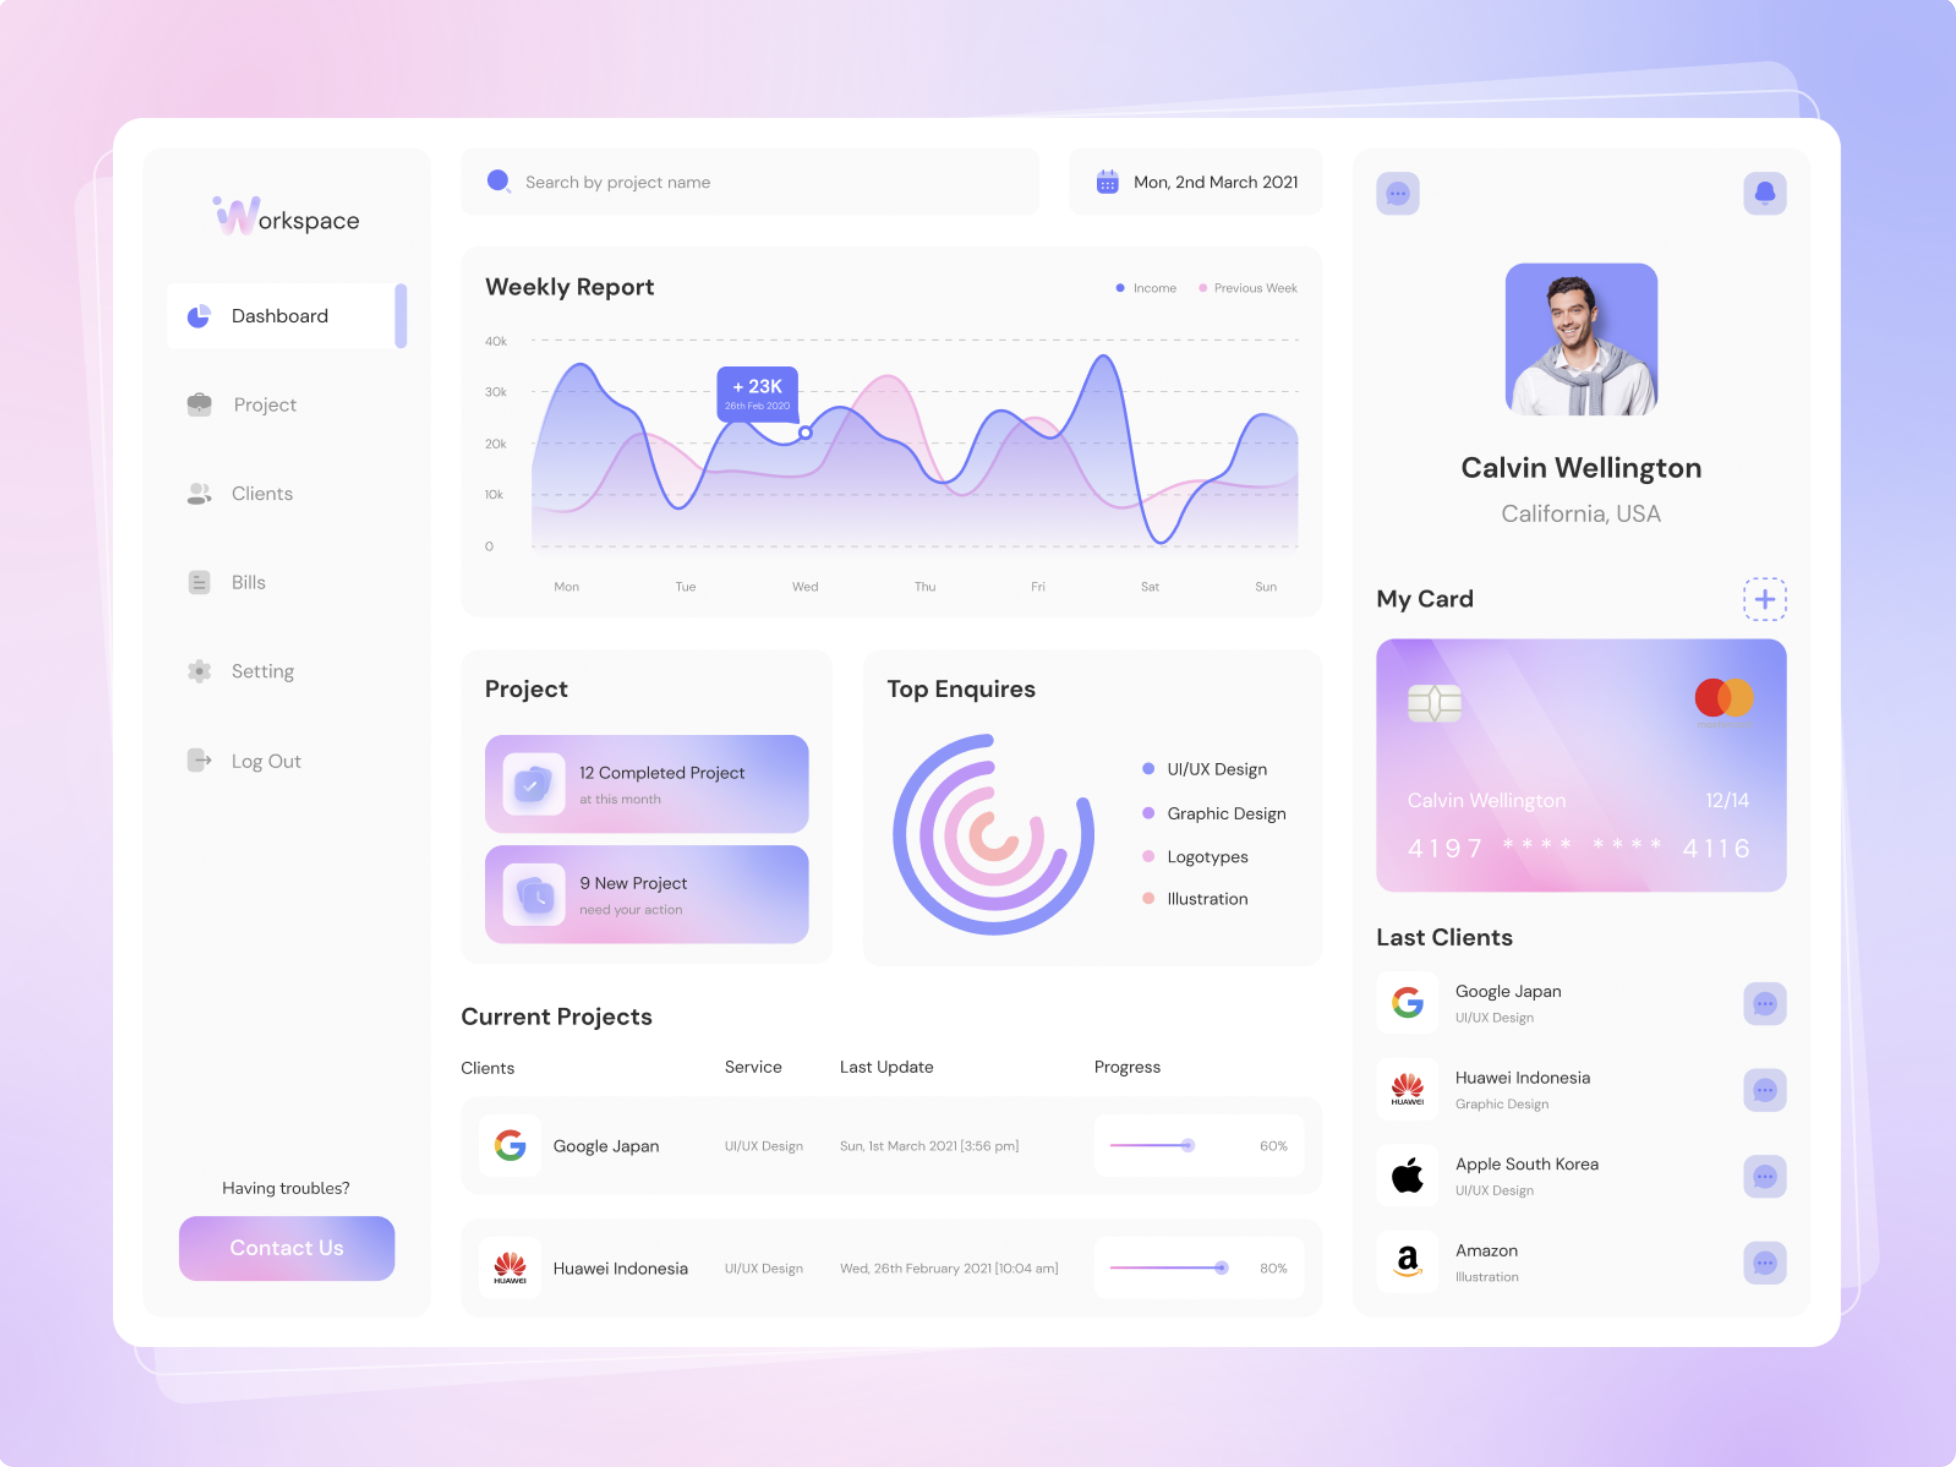 Workspace
Dashboard
Project
Clients
Bills
Setting
Log Out
Having troubles?
Contact Us
Search by project name
Mon, 2nd March 2021
Weekly Report
Income
Previous Week
40k
30k
20k
10k
0
+ 23K
26th Feb 2020
Mon Tue Wed Thu Fri Sat Sun
Project
12 Completed Project
at this month
9 New Project
need your action
Top Enquires
UI/UX Design
Graphic Design
Logotypes
Illustration
Current Projects
Clients Service Last Update Progress
Google Japan UI/UX Design Sun, 1st March 2021 [3:56 pm] 60%
HUAWEI
Huawei Indonesia UI/UX Design Wed, 26th February 2021 [10:04 am] 80%
Calvin Wellington
California, USA
My Card
Calvin Wellington 12/14
4197 **** **** 4116
Last Clients
Google Japan
UI/UX Design
HUAWEI
Huawei Indonesia
Graphic Design
Apple South Korea
UI/UX Design
Amazon
Illustration